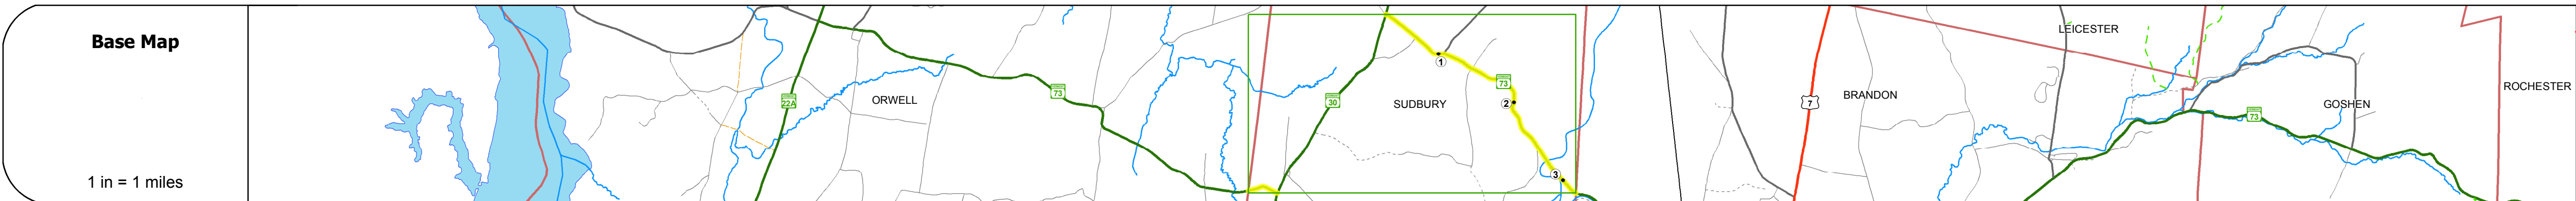 Base Map
1 in = 1 miles
22A
ORWELL
73
30
SUDBURY
1
73
2
3
7
BRANDON
LEICESTER
73
GOSHEN
ROCHESTER